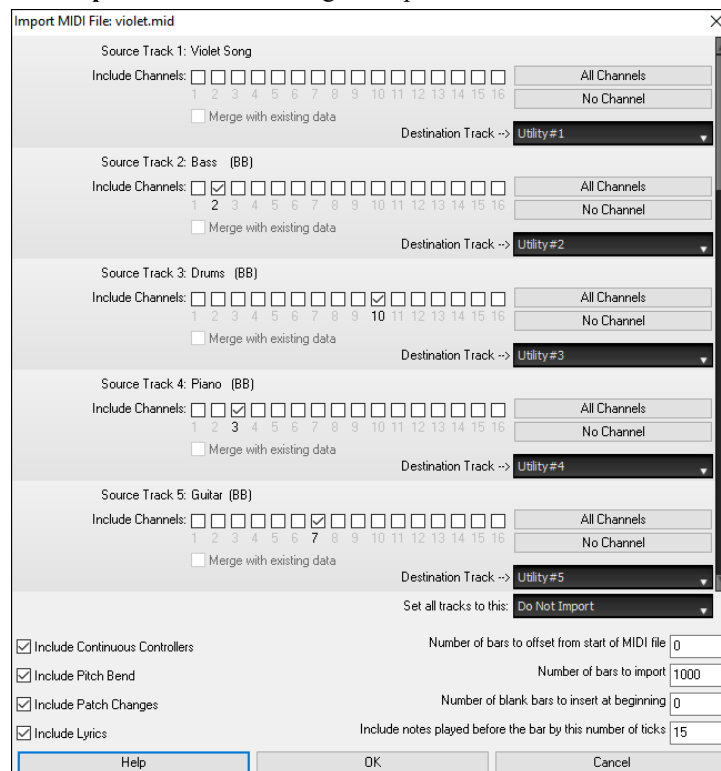 Import MIDI File: violet.mid
Source Track 1: Violet Song
Include Channels: All Channels
1 2 3 4 5 6 7 8 9 10 11 12 13 14 15 16 No Channel
Merge with existing data
Destination Track --> Utility #1
Source Track 2: Bass (BB)
Include Channels: All Channels
1 2 3 4 5 6 7 8 9 10 11 12 13 14 15 16 No Channel
Merge with existing data
Destination Track --> Utility #2
Source Track 3: Drums (BB)
Include Channels: All Channels
1 2 3 4 5 6 7 8 9 10 11 12 13 14 15 16 No Channel
Merge with existing data
Destination Track --> Utility #3
Source Track 4: Piano (BB)
Include Channels: All Channels
1 2 3 4 5 6 7 8 9 10 11 12 13 14 15 16 No Channel
Merge with existing data
Destination Track --> Utility #4
Source Track 5: Guitar (BB)
Include Channels: All Channels
1 2 3 4 5 6 7 8 9 10 11 12 13 14 15 16 No Channel
Merge with existing data
Destination Track --> Utility #5
Set all tracks to this: Do Not Import
Include Continuous Controllers Number of bars to offset from start of MIDI file 0
Include Pitch Bend Number of bars to import 1000
Include Patch Changes Number of blank bars to insert at beginning 0
Include Lyrics Include notes played before the bar by this number of ticks 15
Help OK Cancel